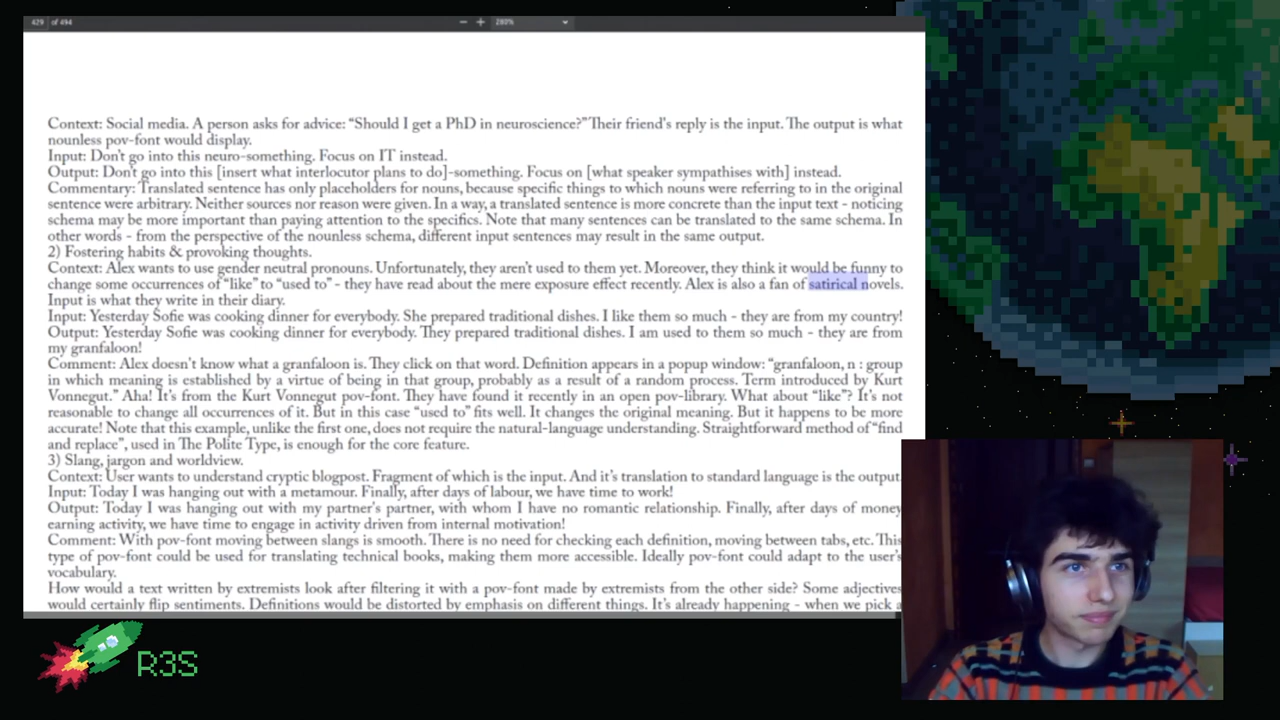 429 of 494 − + 280%
Context: Social media. A person asks for advice: “Should I get a PhD in neuroscience?” Their friend's reply is the input. The output is what
nounless pov-font would display.
Input: Don't go into this neuro-something. Focus on IT instead.
Output: Don't go into this [insert what interlocutor plans to do]-something. Focus on [what speaker sympathises with] instead.
Commentary: Translated sentence has only placeholders for nouns, because specific things to which nouns were referring to in the original
sentence were arbitrary. Neither sources nor reason were given. In a way, a translated sentence is more concrete than the input text - noticing
schema may be more important than paying attention to the specifics. Note that many sentences can be translated to the same schema. In
other words - from the perspective of the nounless schema, different input sentences may result in the same output.
2) Fostering habits & provoking thoughts.
Context: Alex wants to use gender neutral pronouns. Unfortunately, they aren't used to them yet. Moreover, they think it would be funny to
change some occurrences of “like” to “used to” - they have read about the mere exposure effect recently. Alex is also a fan of satirical novels.
Input is what they write in their diary.
Input: Yesterday Sofie was cooking dinner for everybody. She prepared traditional dishes. I like them so much - they are from my country!
Output: Yesterday Sofie was cooking dinner for everybody. They prepared traditional dishes. I am used to them so much - they are from
my granfaloon!
Comment: Alex doesn't know what a granfaloon is. They click on that word. Definition appears in a popup window: “granfaloon, n : group
in which meaning is established by a virtue of being in that group, probably as a result of a random process. Term introduced by Kurt
Vonnegut.” Aha! It's from the Kurt Vonnegut pov-font. They have found it recently in an open pov-library. What about “like”? It's not
reasonable to change all occurrences of it. But in this case “used to” fits well. It changes the original meaning. But it happens to be more
accurate! Note that this example, unlike the first one, does not require the natural-language understanding. Straightforward method of “find
and replace”, used in The Polite Type, is enough for the core feature.
3) Slang, jargon and worldview.
Context: User wants to understand cryptic blogpost. Fragment of which is the input. And it's translation to standard language is the output.
Input: Today I was hanging out with a metamour. Finally, after days of labour, we have time to work!
Output: Today I was hanging out with my partner's partner, with whom I have no romantic relationship. Finally, after days of money
earning activity, we have time to engage in activity driven from internal motivation!
Comment: With pov-font moving between slangs is smooth. There is no need for checking each definition, moving between tabs, etc. This
type of pov-font could be used for translating technical books, making them more accessible. Ideally pov-font could adapt to the user's
vocabulary.
How would a text written by extremists look after filtering it with a pov-font made by extremists from the other side? Some adjectives
would certainly flip sentiments. Definitions would be distorted by emphasis on different things. It's already happening - when we pick a
R3S